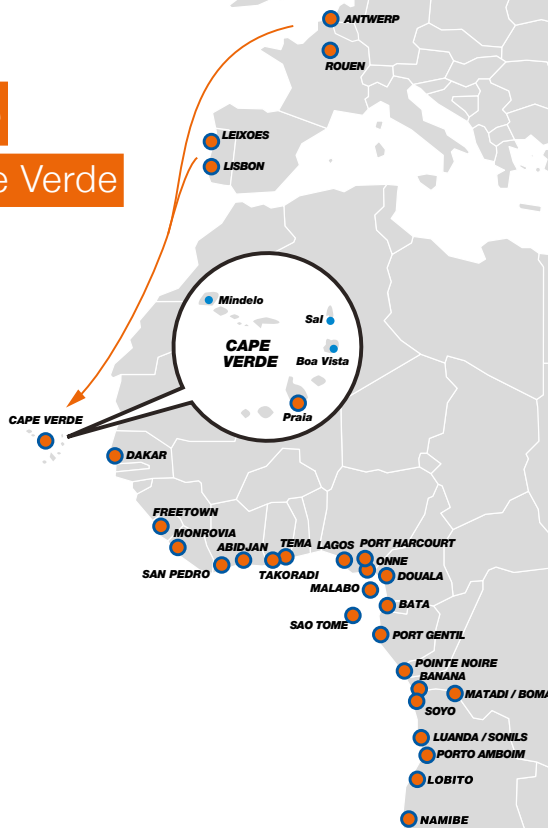 ANTWERP
ROUEN
LEIXOES
LISBON
Verde
Mindelo
Sal
CAPE
VERDE
Boa Vista
Praia
CAPE VERDE
DAKAR
FREETOWN
MONROVIA
ABIDJAN
TEMA
LAGOS
PORT HARCOURT
ONNE
SAN PEDRO
TAKORADI
DOUALA
MALABO
BATA
SAO TOME
PORT GENTIL
POINTE NOIRE
BANANA
MATADI / BOMA
SOYO
LUANDA / SONILS
PORTO AMBOIM
LOBITO
NAMIBE